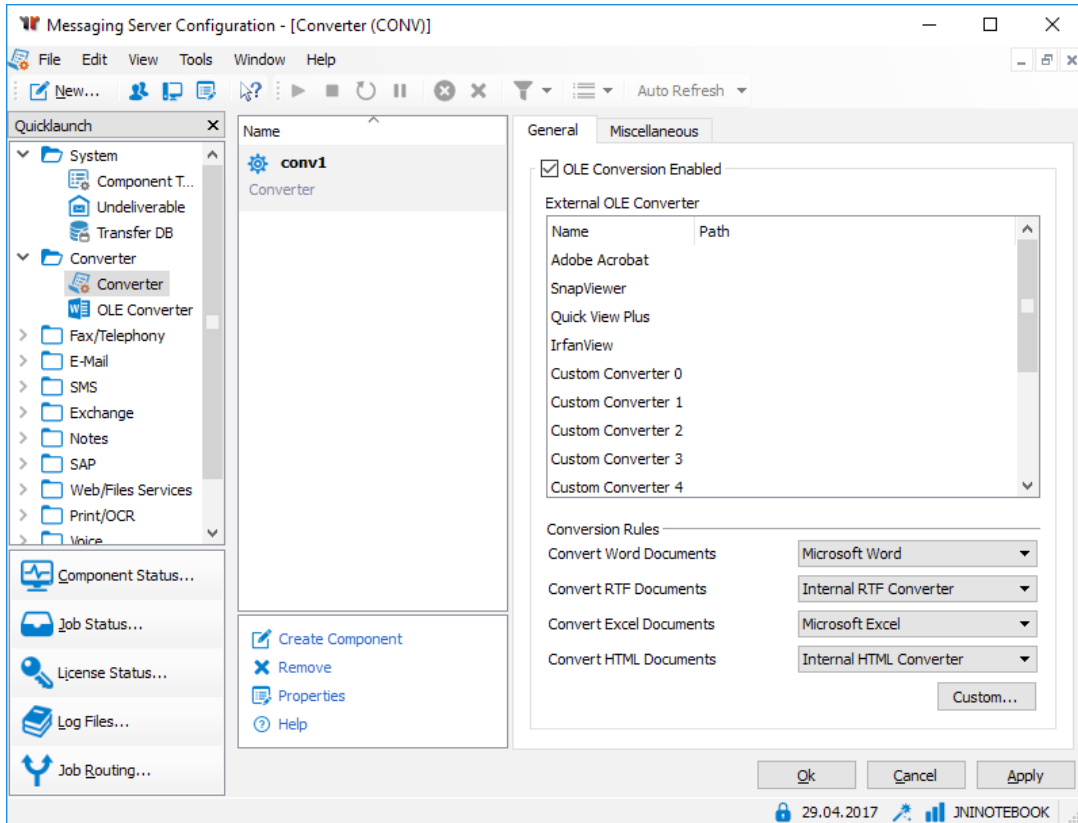 Messaging Server Configuration - [Converter (CONV)]
File Edit View Tools Window Help
New... Auto Refresh
Quicklaunch
System
Component T...
Undeliverable
Transfer DB
Converter
Converter
OLE Converter
Fax/Telephony
E-Mail
SMS
Exchange
Notes
SAP
Web/Files Services
Print/OCR
Voice
Component Status...
Job Status...
License Status...
Log Files...
Job Routing...
Name
conv1
Converter
Create Component
Remove
Properties
Help
General Miscellaneous
OLE Conversion Enabled
External OLE Converter
Name Path
Adobe Acrobat
SnapViewer
Quick View Plus
IrfanView
Custom Converter 0
Custom Converter 1
Custom Converter 2
Custom Converter 3
Custom Converter 4
Conversion Rules
Convert Word Documents Microsoft Word
Convert RTF Documents Internal RTF Converter
Convert Excel Documents Microsoft Excel
Convert HTML Documents Internal HTML Converter
Custom...
Ok Cancel Apply
29.04.2017 JNINOTEBOOK